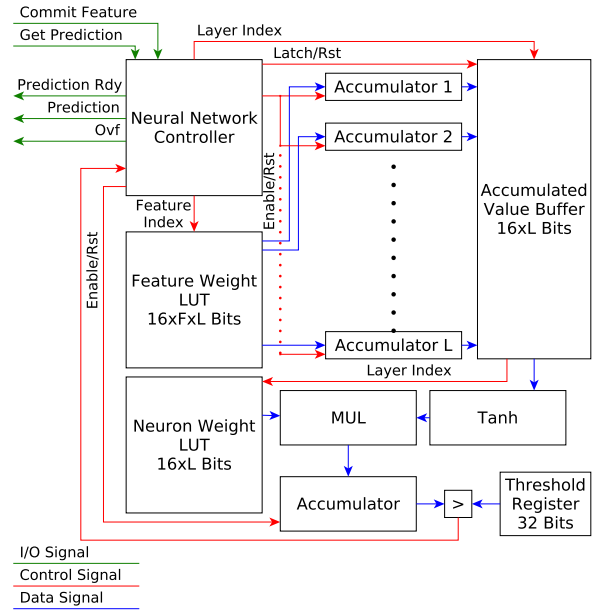 Commit Feature
Get Prediction
Layer Index
Latch/Rst
Prediction Rdy
Prediction
Ovf
Neural Network
Controller
Accumulator 1
Accumulator 2
Enable/Rst
Accumulated
Value Buffer
16xL Bits
Feature
Index
Enable/Rst
Feature Weight
LUT
16xFxL Bits
Accumulator L
Layer Index
Neuron Weight
LUT
16xL Bits
MUL
Tanh
Accumulator
>
Threshold
Register
32 Bits
I/O Signal
Control Signal
Data Signal